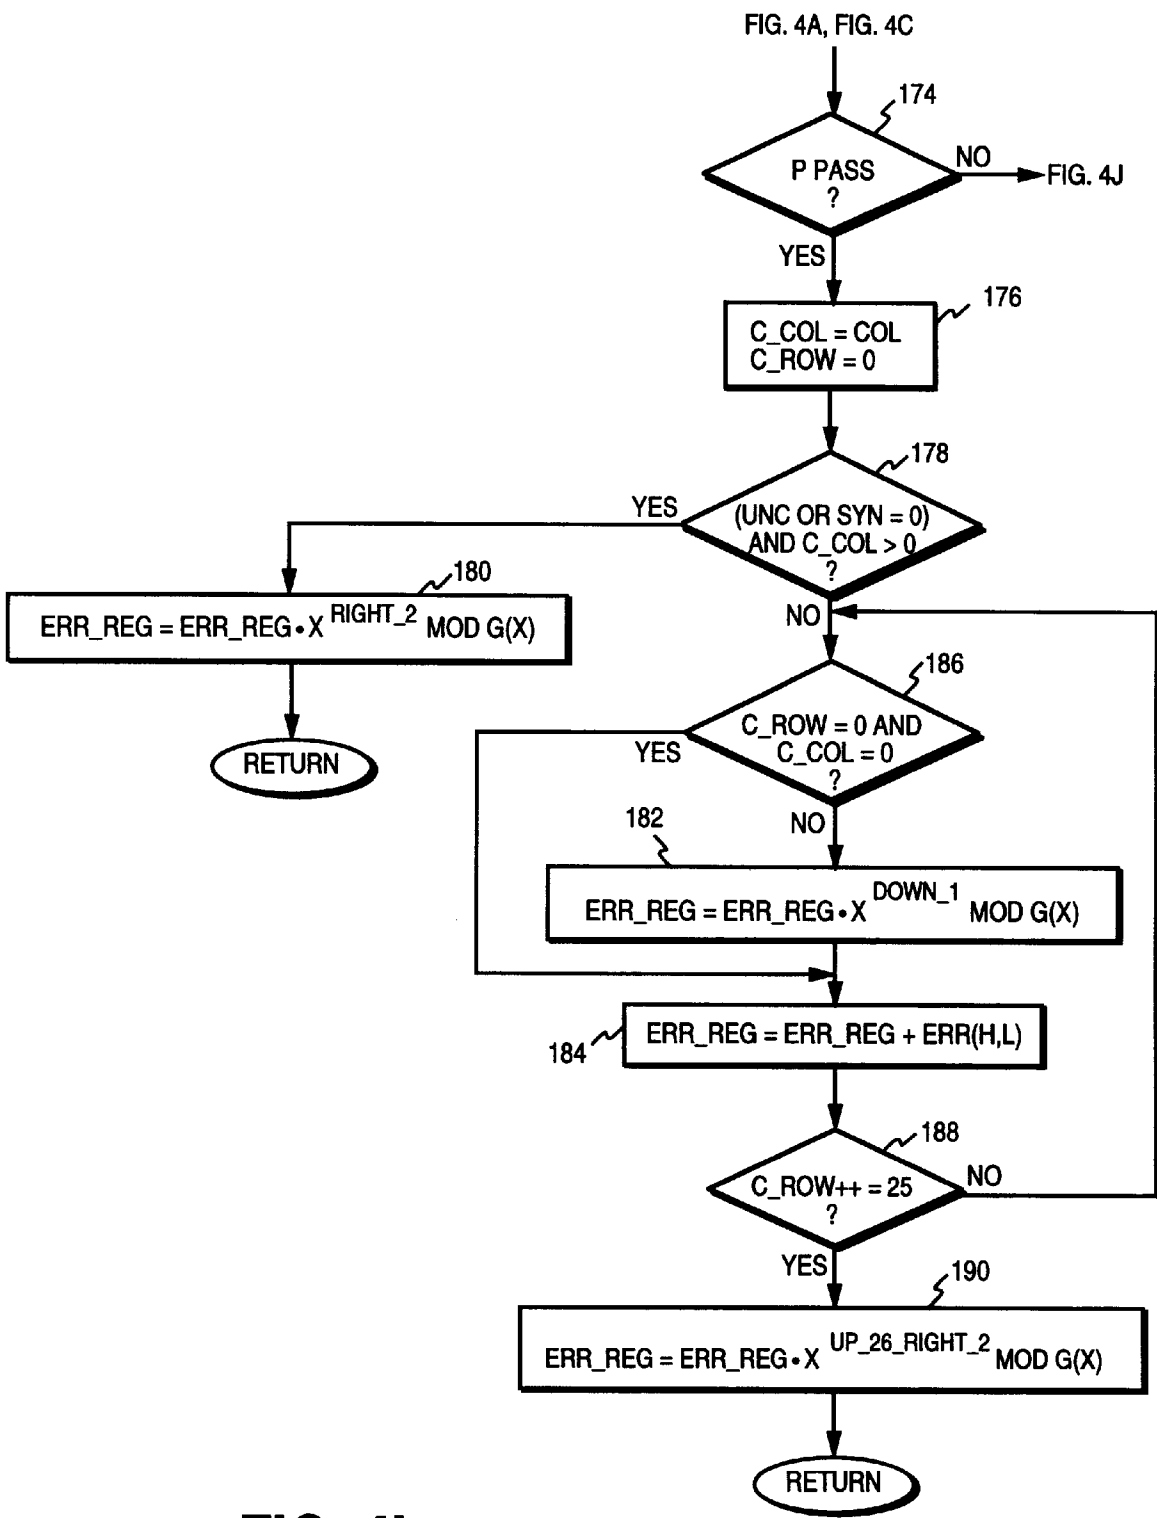 FIG. 4A, FIG. 4C
174
P PASS
?
NO
FIG. 4J
YES
176
C_COL = COL
C_ROW = 0
178
YES
(UNC OR SYN = 0)
AND C_COL > 0
?
180
ERR_REG = ERR_REG • X RIGHT_2 MOD G(X)
NO
RETURN
186
C_ROW = 0 AND
C_COL = 0
?
YES
NO
182
ERR_REG = ERR_REG • X DOWN_1 MOD G(X)
184
ERR_REG = ERR_REG + ERR(H,L)
188
C_ROW++ = 25
?
NO
YES
190
ERR_REG = ERR_REG • X UP_26_RIGHT_2 MOD G(X)
RETURN